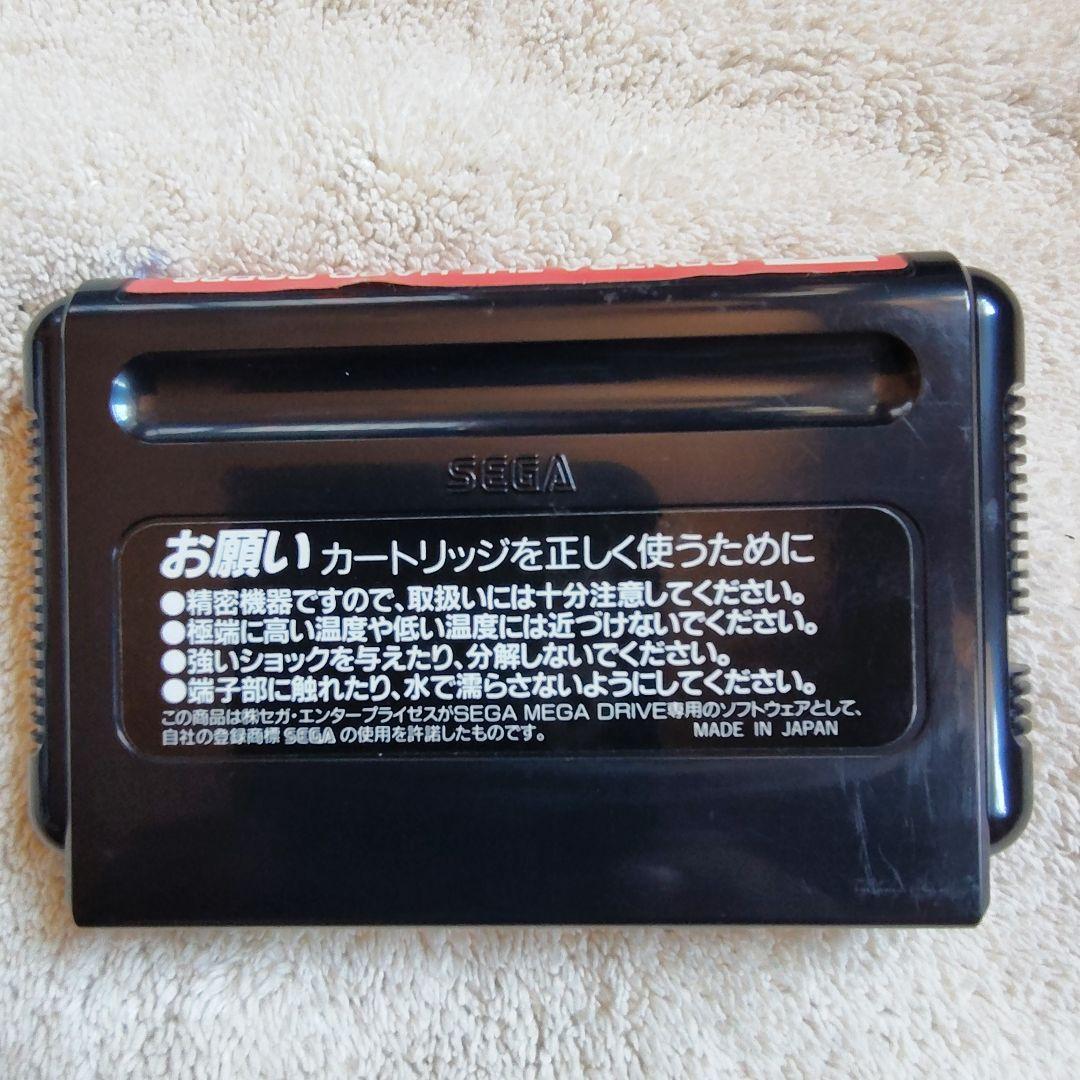 SEGA
お願い カートリッジを正しく使うために
●精密機器ですので、取扱いには十分注意してください。
●極端に高い温度や低い温度には近づけないでください。
●強いショックを与えたり、分解しないでください。
●端子部に触れたり、水で濡らさないようにしてください。
この商品は㈱セガ・エンタープライゼスがSEGA MEGA DRIVE専用のソフトウェアとして、
自社の登録商標 SEGA の使用を許諾したものです。 MADE IN JAPAN